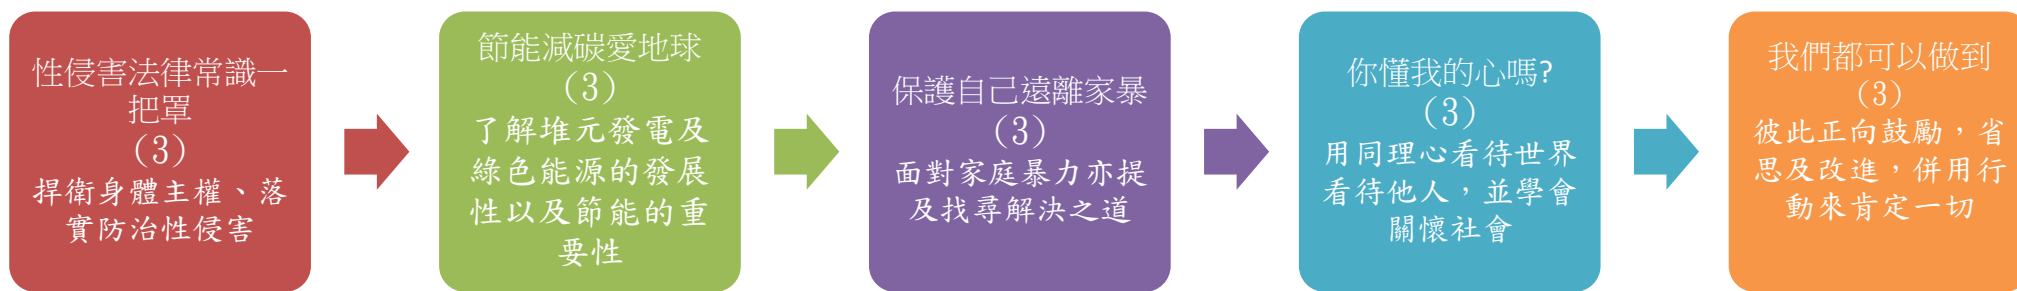 性侵害法律常識一
把罩
（3）
捍衛身體主權、落
實防治性侵害
節能減碳愛地球
（3）
了解堆元發電及
綠色能源的發展
性以及節能的重
要性
保護自己遠離家暴
（3）
面對家庭暴力亦提
及找尋解決之道
你懂我的心嗎?
（3）
用同理心看待世界
看待他人，並學會
關懷社會
我們都可以做到
（3）
彼此正向鼓勵，省
思及改進，併用行
動來肯定一切